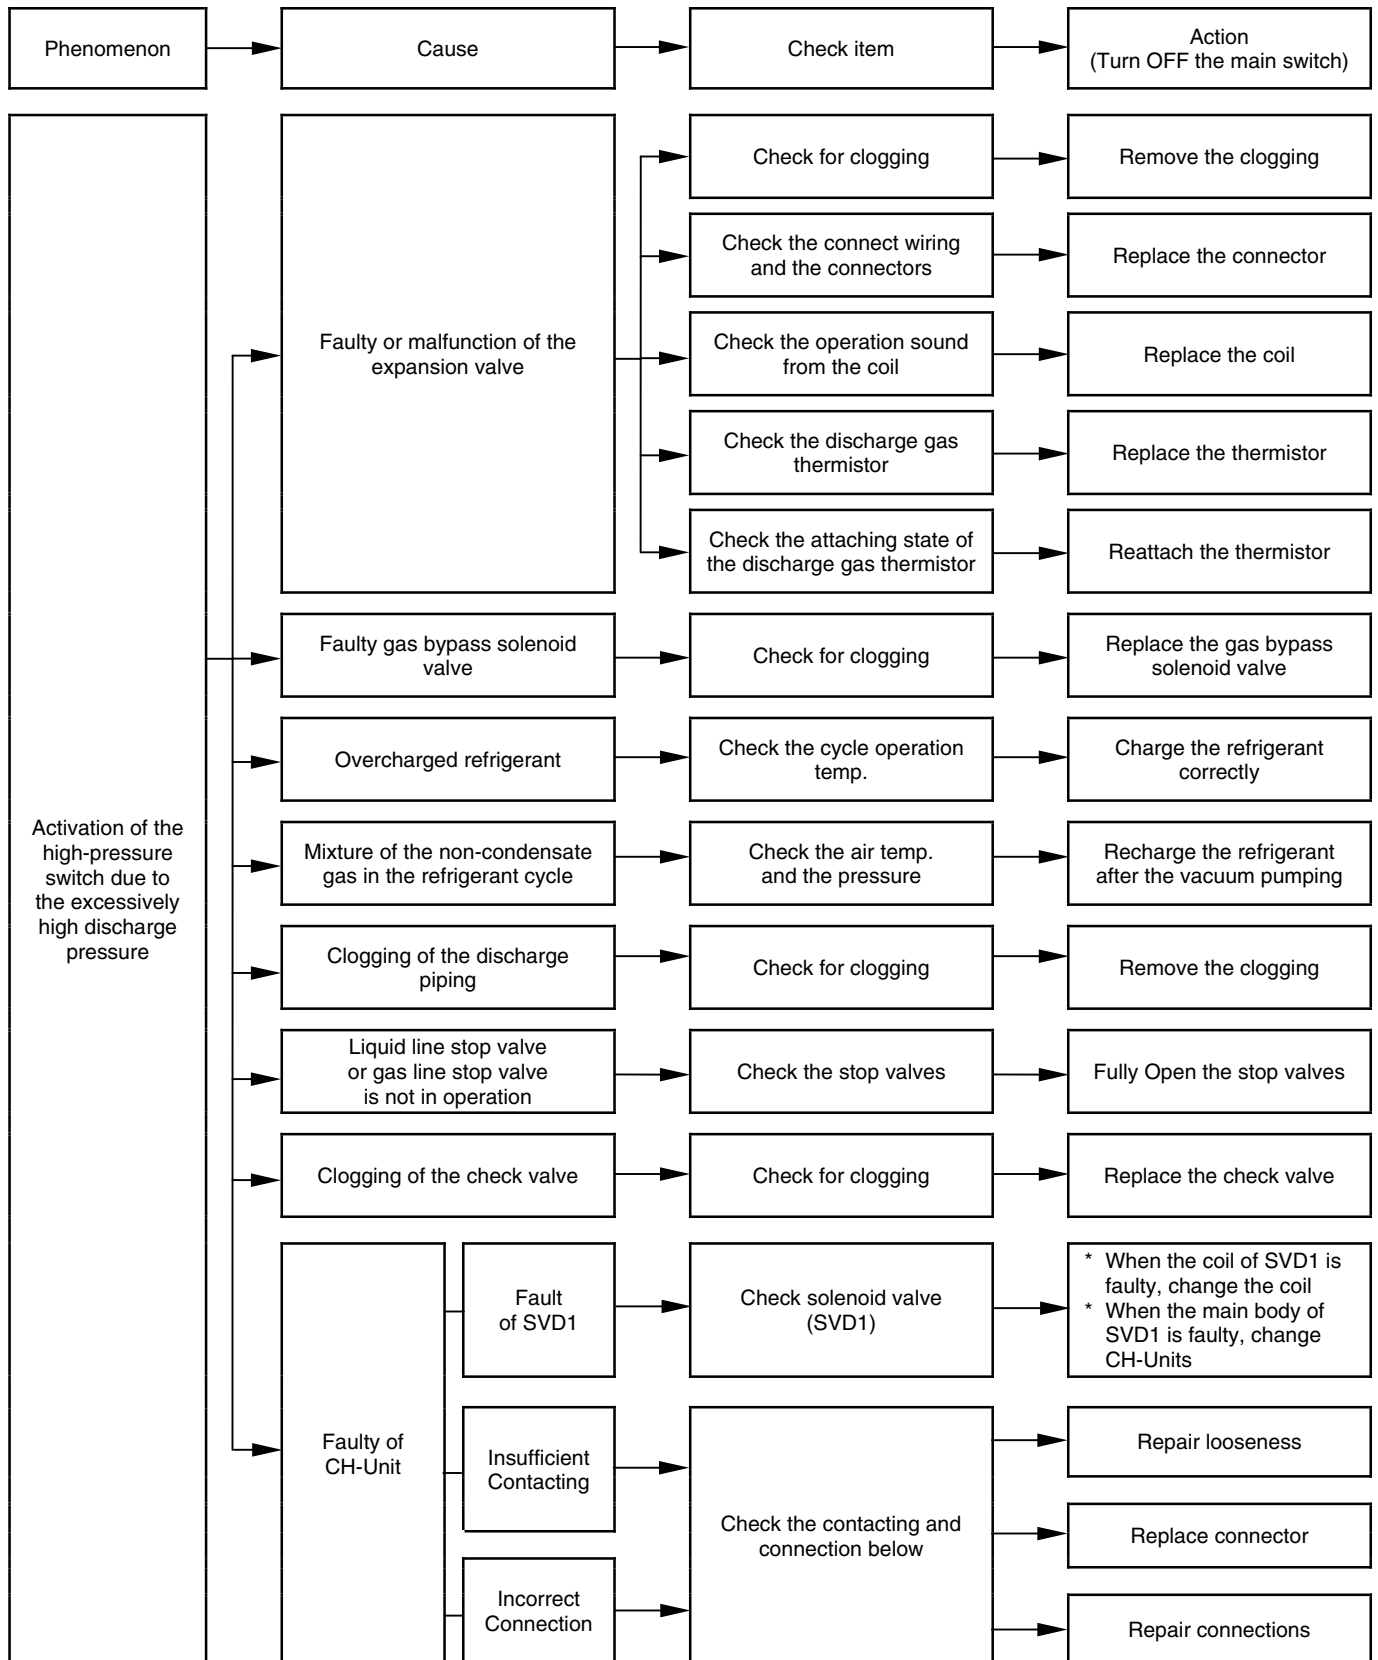 Phenomenon
Cause
Check item
Action
(Turn OFF the main switch)
Activation of the
high-pressure
switch due to
the excessively
high discharge
pressure
Faulty or malfunction of the
expansion valve
Check for clogging
Remove the clogging
Check the connect wiring
and the connectors
Replace the connector
Check the operation sound
from the coil
Replace the coil
Check the discharge gas
thermistor
Replace the thermistor
Check the attaching state of
the discharge gas thermistor
Reattach the thermistor
Faulty gas bypass solenoid
valve
Check for clogging
Replace the gas bypass
solenoid valve
Overcharged refrigerant
Check the cycle operation
temp.
Charge the refrigerant
correctly
Mixture of the non-condensate
gas in the refrigerant cycle
Check the air temp.
and the pressure
Recharge the refrigerant
after the vacuum pumping
Clogging of the discharge
piping
Check for clogging
Remove the clogging
Liquid line stop valve
or gas line stop valve
is not in operation
Check the stop valves
Fully Open the stop valves
Clogging of the check valve
Check for clogging
Replace the check valve
Faulty of
CH-Unit
Fault
of SVD1
Check solenoid valve
(SVD1)
* When the coil of SVD1 is
faulty, change the coil
* When the main body of
SVD1 is faulty, change
CH-Units
Insufficient
Contacting
Incorrect
Connection
Check the contacting and
connection below
Repair looseness
Replace connector
Repair connections